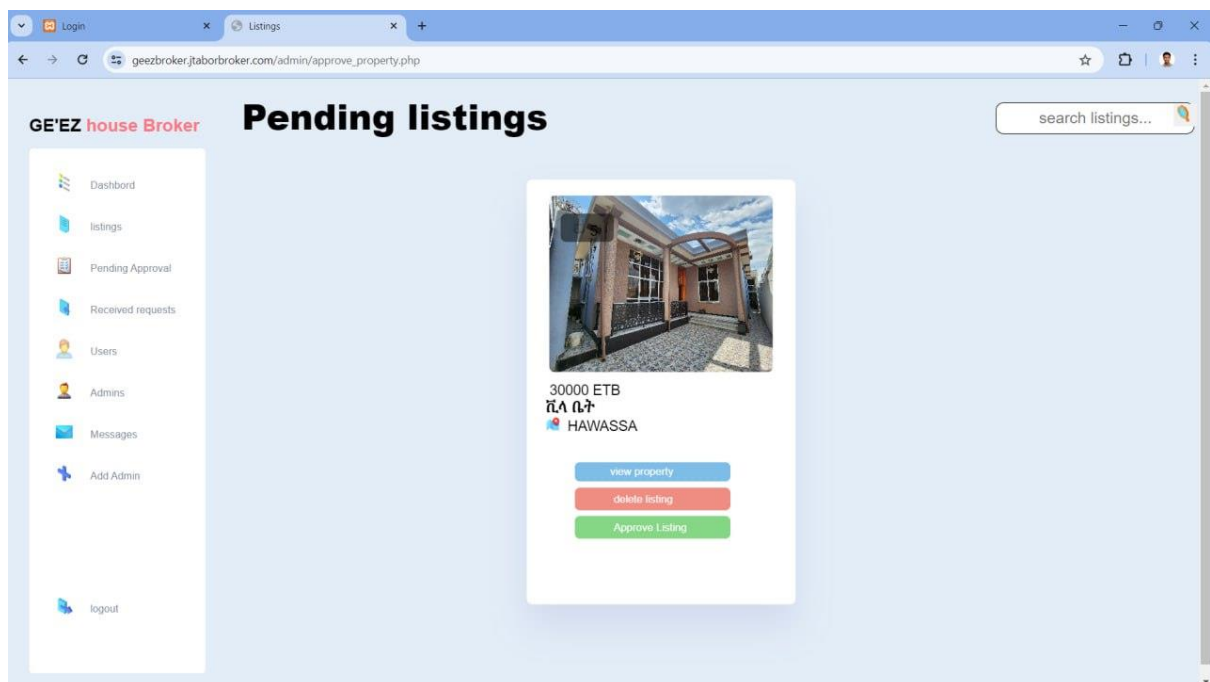 Login
Listings
geezbroker.jtaborbroker.com/admin/approve_property.php
GE'EZ house Broker
Pending listings
search listings...
Dashbord
listings
Pending Approval
Received requests
Users
Admins
Messages
Add Admin
logout
30000 ETB
ቪላ ቤት
HAWASSA
view property
delete listing
Approve Listing